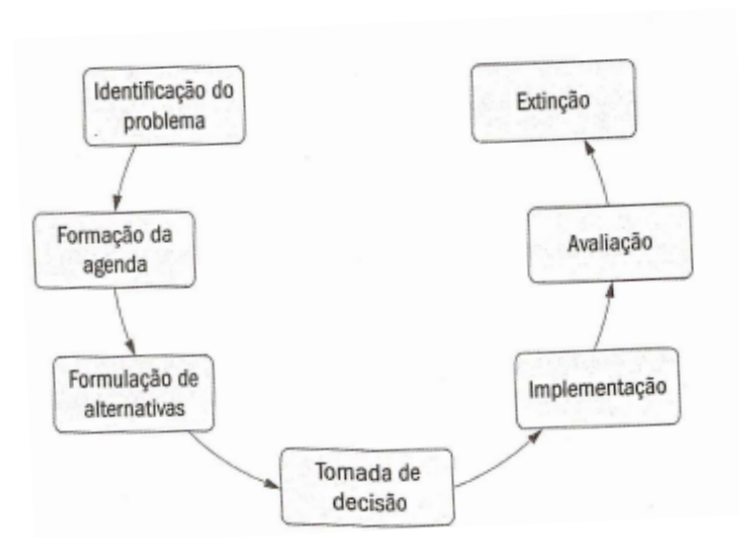 Identificação do
problema
Formação da
agenda
Formulação de
alternativas
Tomada de
decisão
Implementação
Avaliação
Extinção